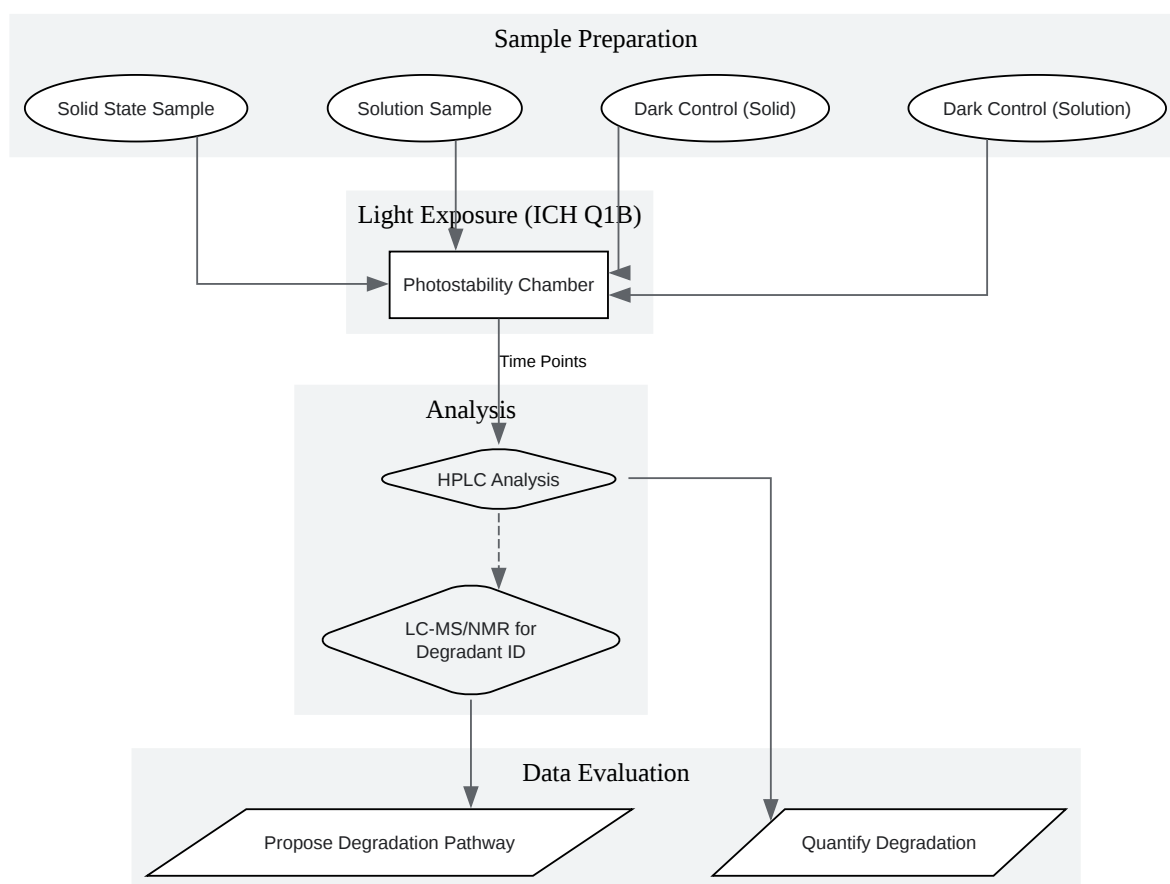 Sample Preparation
Solid State Sample
Solution Sample
Dark Control (Solid)
Dark Control (Solution)
Light Exposure (ICH Q1B)
Photostability Chamber
Time Points
Analysis
HPLC Analysis
LC-MS/NMR for
Degradant ID
Data Evaluation
Propose Degradation Pathway
Quantify Degradation